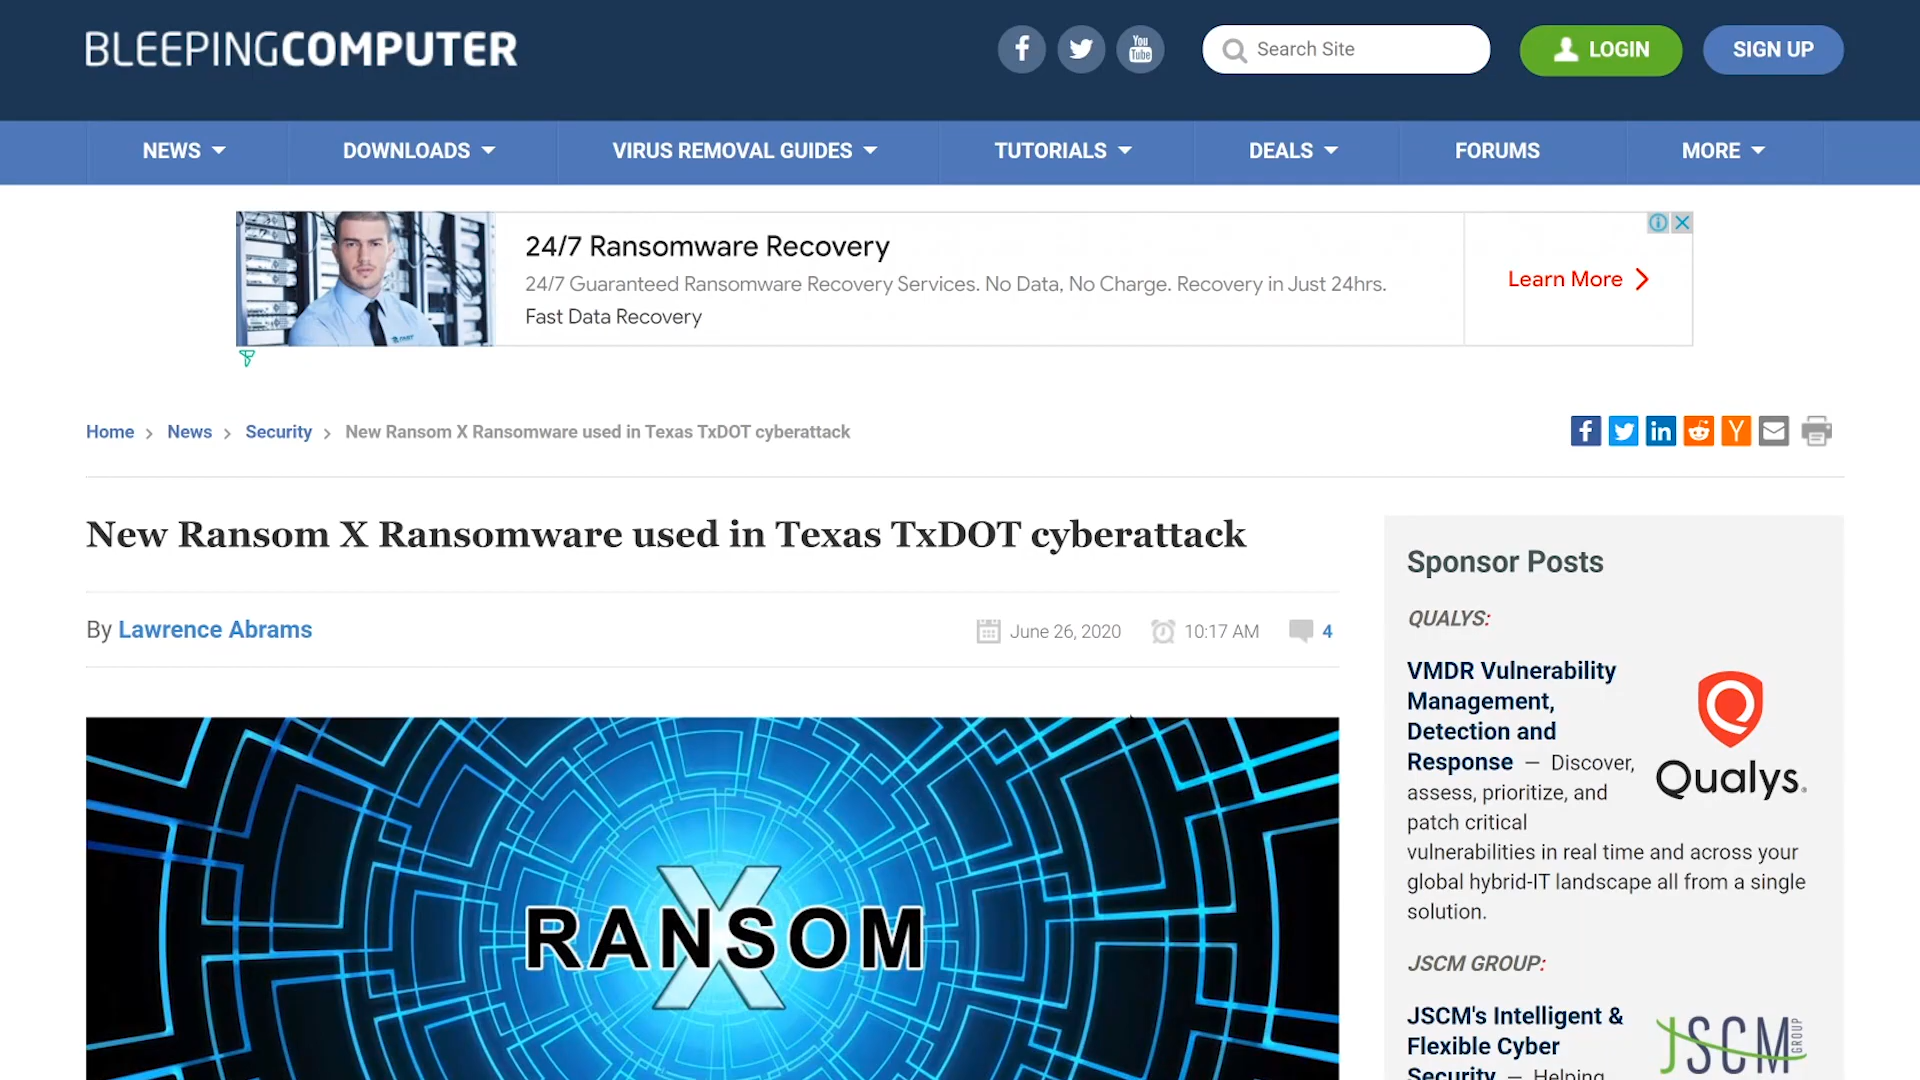 BLEEPINGCOMPUTER
You Tube
Search Site
LOGIN
SIGN UP
NEWS
DOWNLOADS
VIRUS REMOVAL GUIDES
TUTORIALS
DEALS
FORUMS
MORE
24/7 Ransomware Recovery
24/7 Guaranteed Ransomware Recovery Services. No Data, No Charge. Recovery in Just 24hrs.
Fast Data Recovery
Learn More
Home > News > Security > New Ransom X Ransomware used in Texas TxDOT cyberattack
New Ransom X Ransomware used in Texas TxDOT cyberattack
By Lawrence Abrams
June 26, 2020
10:17 AM
4
X
RANSOM
Sponsor Posts
QUALYS:
VMDR Vulnerability
Management,
Detection and
Response — Discover,
assess, prioritize, and
patch critical
vulnerabilities in real time and across your
global hybrid-IT landscape all from a single
solution.
Qualys.
JSCM GROUP:
JSCM's Intelligent &
Flexible Cyber
Security — Helping
JSCM GROUP